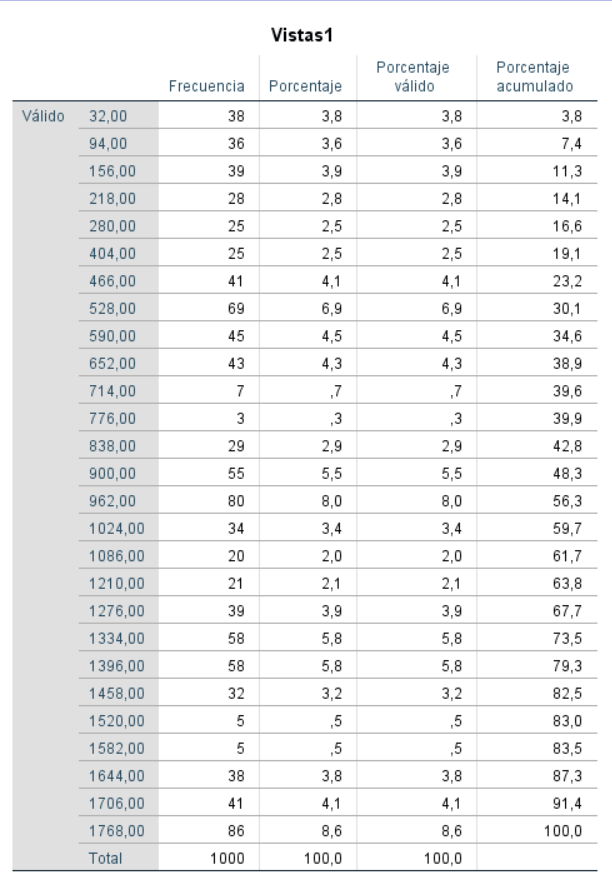 Vistas1
Frecuencia Porcentaje Porcentaje válido Porcentaje acumulado
Válido 32,00 38 3,8 3,8 3,8
94,00 36 3,6 3,6 7,4
156,00 39 3,9 3,9 11,3
218,00 28 2,8 2,8 14,1
280,00 25 2,5 2,5 16,6
404,00 25 2,5 2,5 19,1
466,00 41 4,1 4,1 23,2
528,00 69 6,9 6,9 30,1
590,00 45 4,5 4,5 34,6
652,00 43 4,3 4,3 38,9
714,00 7 ,7 ,7 39,6
776,00 3 ,3 ,3 39,9
838,00 29 2,9 2,9 42,8
900,00 55 5,5 5,5 48,3
962,00 80 8,0 8,0 56,3
1024,00 34 3,4 3,4 59,7
1086,00 20 2,0 2,0 61,7
1210,00 21 2,1 2,1 63,8
1276,00 39 3,9 3,9 67,7
1334,00 58 5,8 5,8 73,5
1396,00 58 5,8 5,8 79,3
1458,00 32 3,2 3,2 82,5
1520,00 5 ,5 ,5 83,0
1582,00 5 ,5 ,5 83,5
1644,00 38 3,8 3,8 87,3
1706,00 41 4,1 4,1 91,4
1768,00 86 8,6 8,6 100,0
Total 1000 100,0 100,0